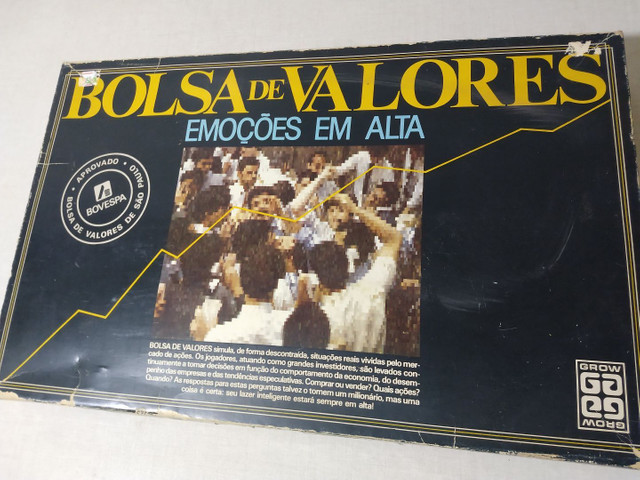 BOLSA DE VALORES
EMOÇÕES EM ALTA
• APROVADO •
BOVESPA
BOLSA DE VALORES DE SÃO PAULO
BOLSA DE VALORES simula, de forma descontraída, situações reais vividas pelo mer-
cado de ações. Os jogadores, atuando como grandes investidores, são levados con-
tinuamente a tomar decisões em função do comportamento da economia, do desem-
penho das empresas e das tendências especulativas. Comprar ou vender? Quais ações?
Quando? As respostas para estas perguntas talvez o tornem um milionário, mas uma
coisa é certa: seu lazer inteligente estará sempre em alta!
GROW
GROW